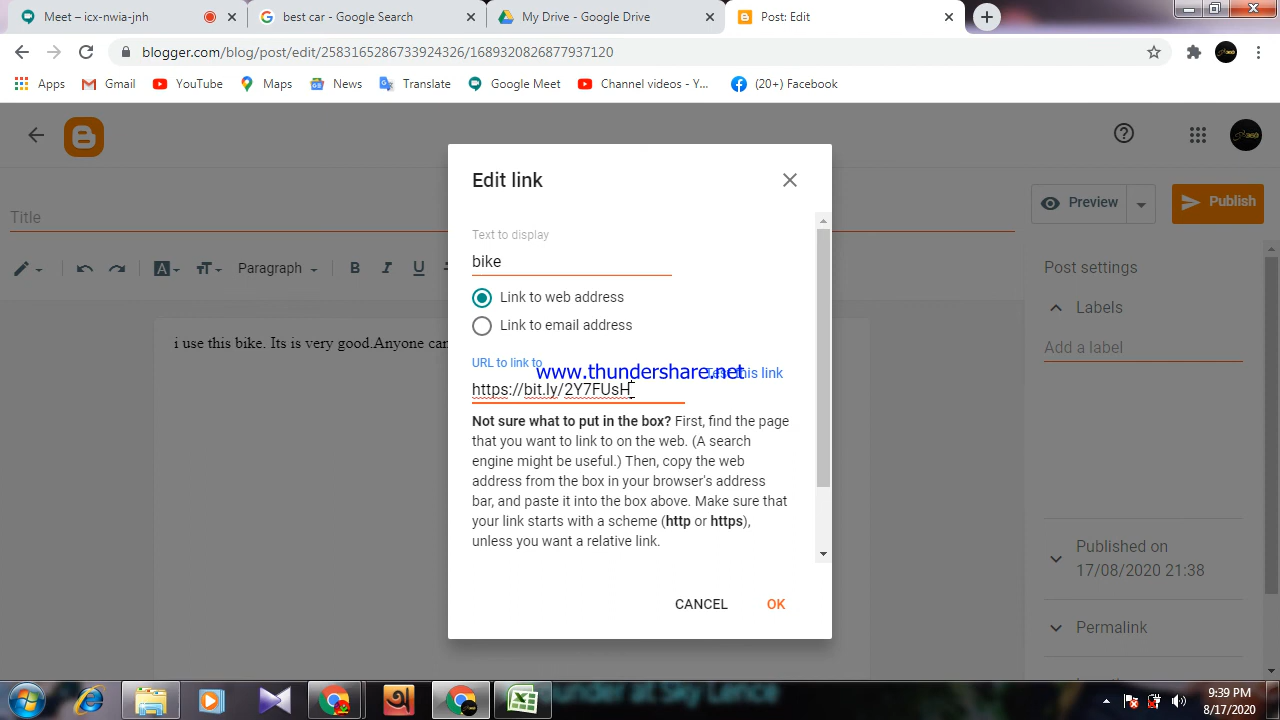 Meet – icx-nwia-jnh
best car - Google Search
My Drive - Google Drive
Post: Edit
blogger.com/blog/post/edit/2583165286733924326/1689320826877937120
Apps
Gmail
YouTube
Maps
News
Translate
Google Meet
Channel videos - Y...
(20+) Facebook
Title
Preview
Publish
Paragraph
B
I
U
i use this bike. Its is very good.Anyone can
Edit link
Text to display
bike
Link to web address
Link to email address
URL to link to
www.thundershare.net
https://bit.ly/2Y7FUsH
Not sure what to put in the box? First, find the page
that you want to link to on the web. (A search
engine might be useful.) Then, copy the web
address from the box in your browser's address
bar, and paste it into the box above. Make sure that
your link starts with a scheme (http or https),
unless you want a relative link.
CANCEL
OK
Post settings
Labels
Add a label
Published on
17/08/2020 21:38
Permalink
9:39 PM
8/17/2020